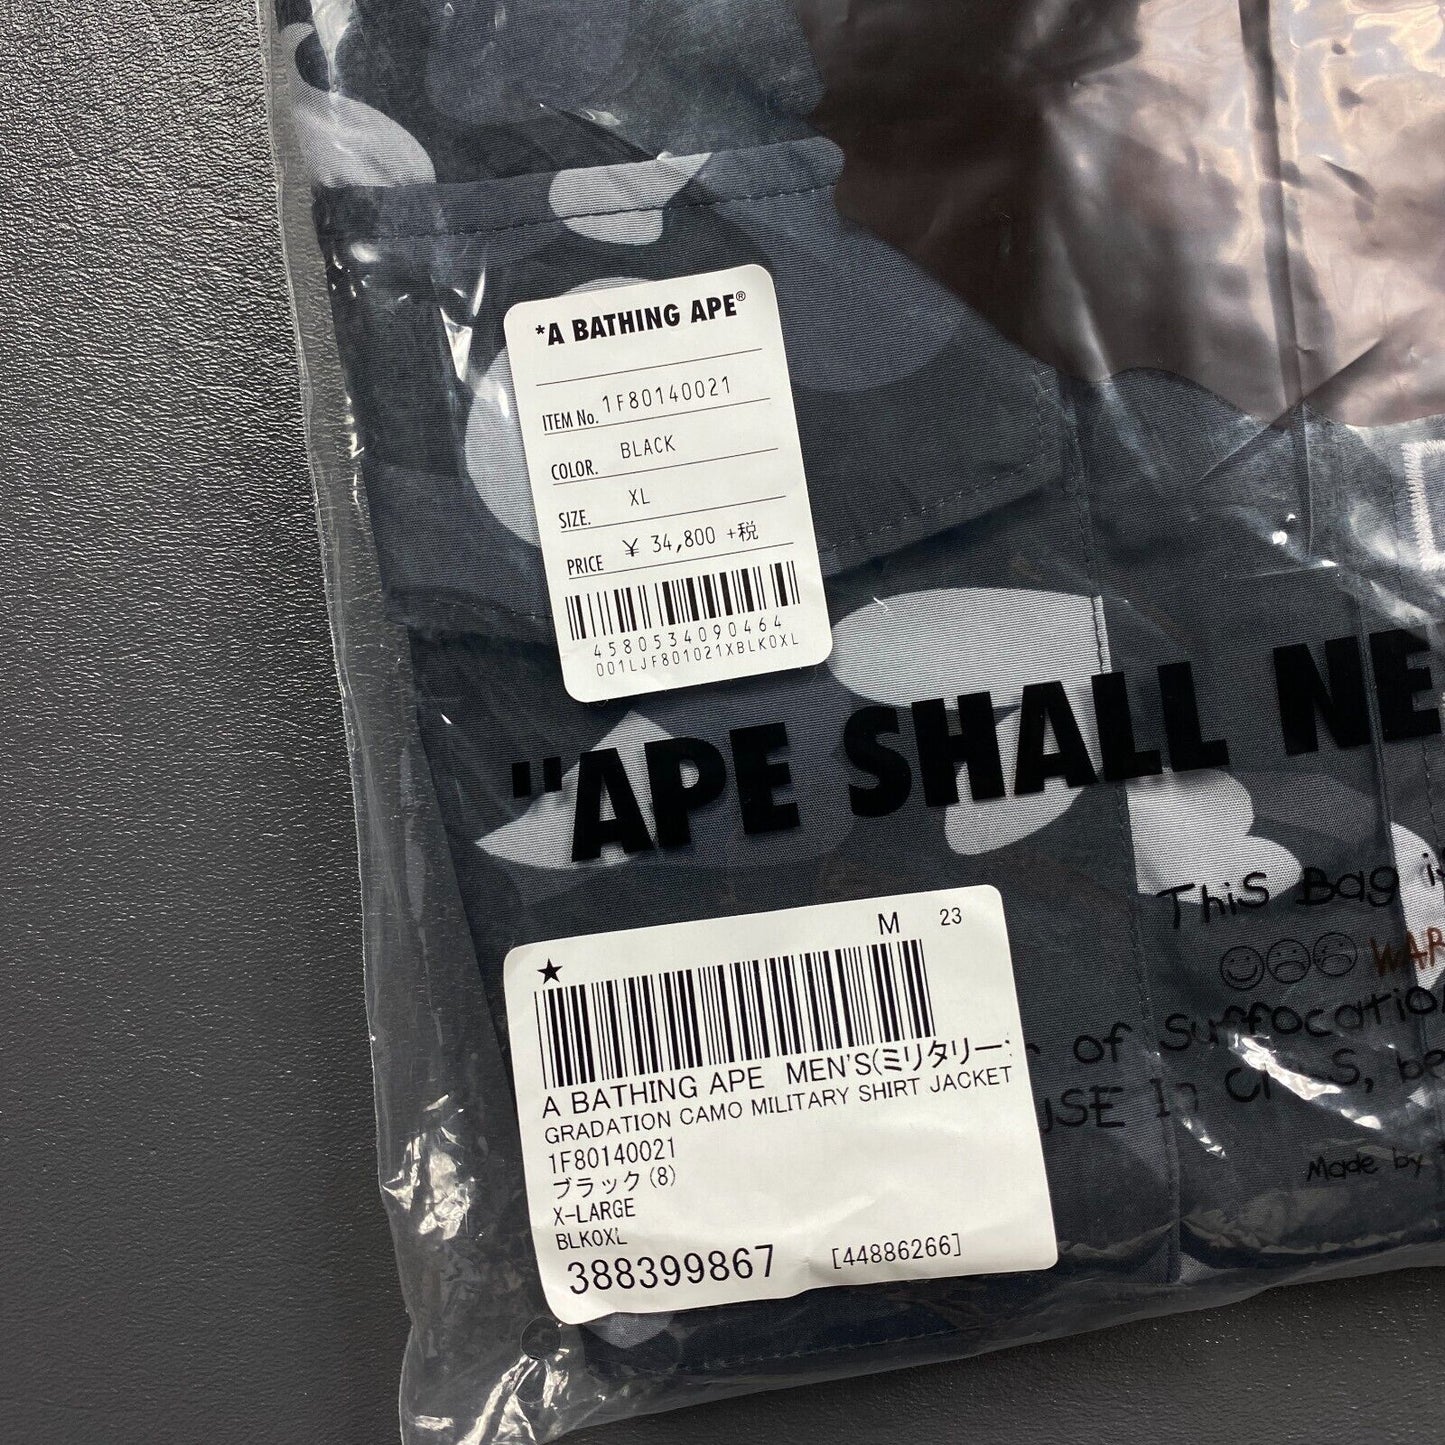 *A BATHING APE®
ITEM No. 1F80140021
COLOR. BLACK
SIZE. XL
PRICE ¥ 34,800 +税
4580534090464
001LJF801021XBLK0XL
"APE SHALL NE
This Bag
WAR
of Suffocation
USE In
be
Made by
M 23
★
A BATHING APE MEN'S(ミリタリー
GRADATION CAMO MILITARY SHIRT JACKET
1F80140021
ブラック(8)
X-LARGE
BLK0XL
388399867 [44886266]